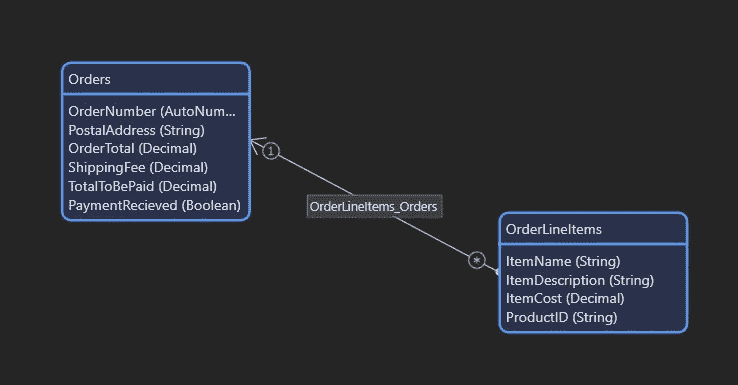 Orders
OrderNumber (AutoNum...
PostalAddress (String)
OrderTotal (Decimal)
ShippingFee (Decimal)
TotalToBePaid (Decimal)
PaymentRecieved (Boolean)
1
OrderLineItems_Orders
*
OrderLineItems
ItemName (String)
ItemDescription (String)
ItemCost (Decimal)
ProductID (String)